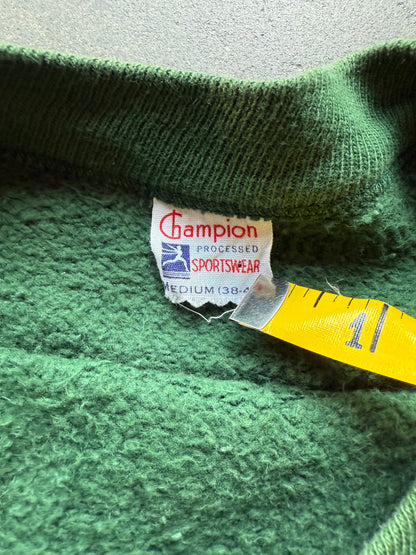 Champion
PROCESSED
SPORTSWEAR
MEDIUM (38-4
1